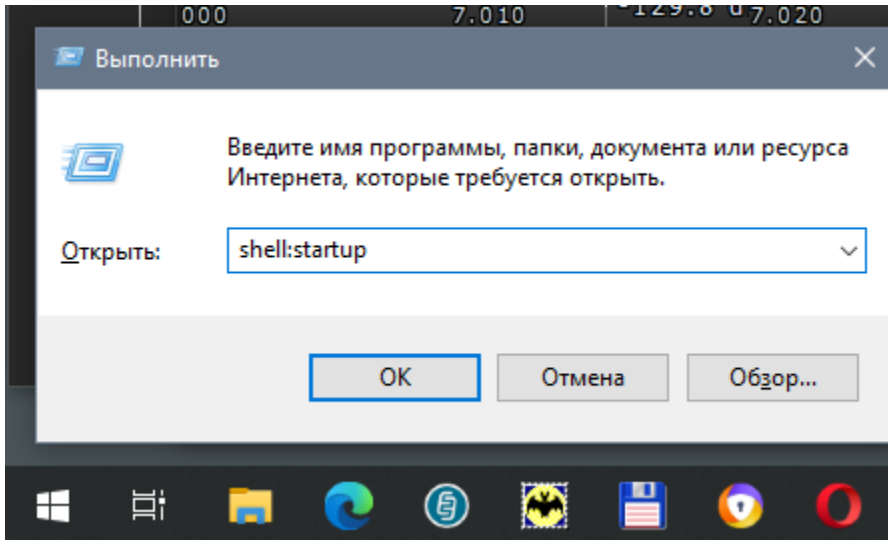 000 7.010 -129.8 d 7.020
Выполнить
Введите имя программы, папки, документа или ресурса
Интернета, которые требуется открыть.
Открыть: shell:startup
OK Отмена Обзор...